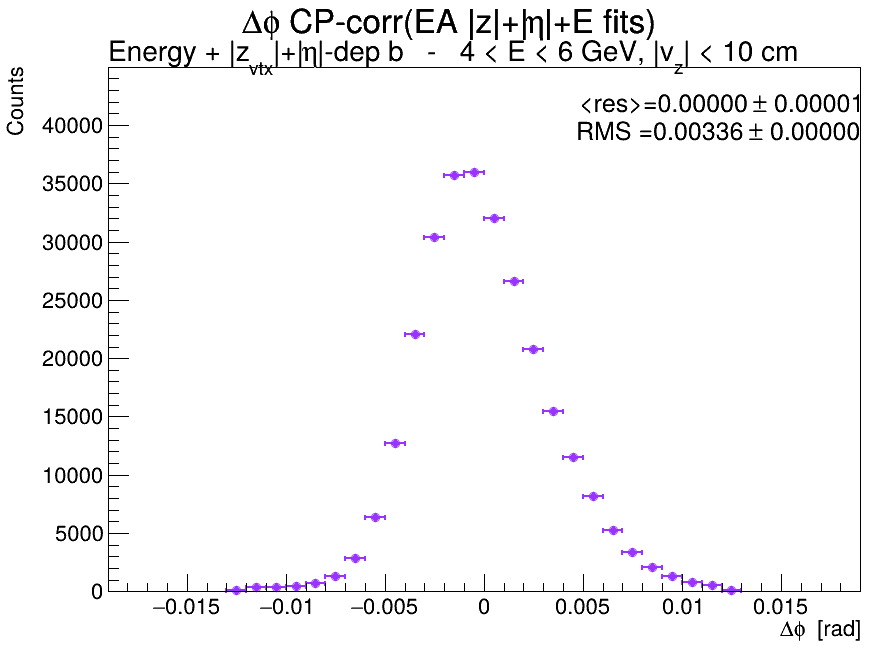 Δϕ CP-corr(EA |z|+|η|+E fits)
Energy + |z_vtx|+|η|-dep b - 4 < E < 6 GeV, |v_z| < 10 cm
<res>=0.00000 ± 0.00001
RMS =0.00336 ± 0.00000
Counts
40000
35000
30000
25000
20000
15000
10000
5000
0
−0.015 −0.01 −0.005 0 0.005 0.01 0.015
Δϕ [rad]